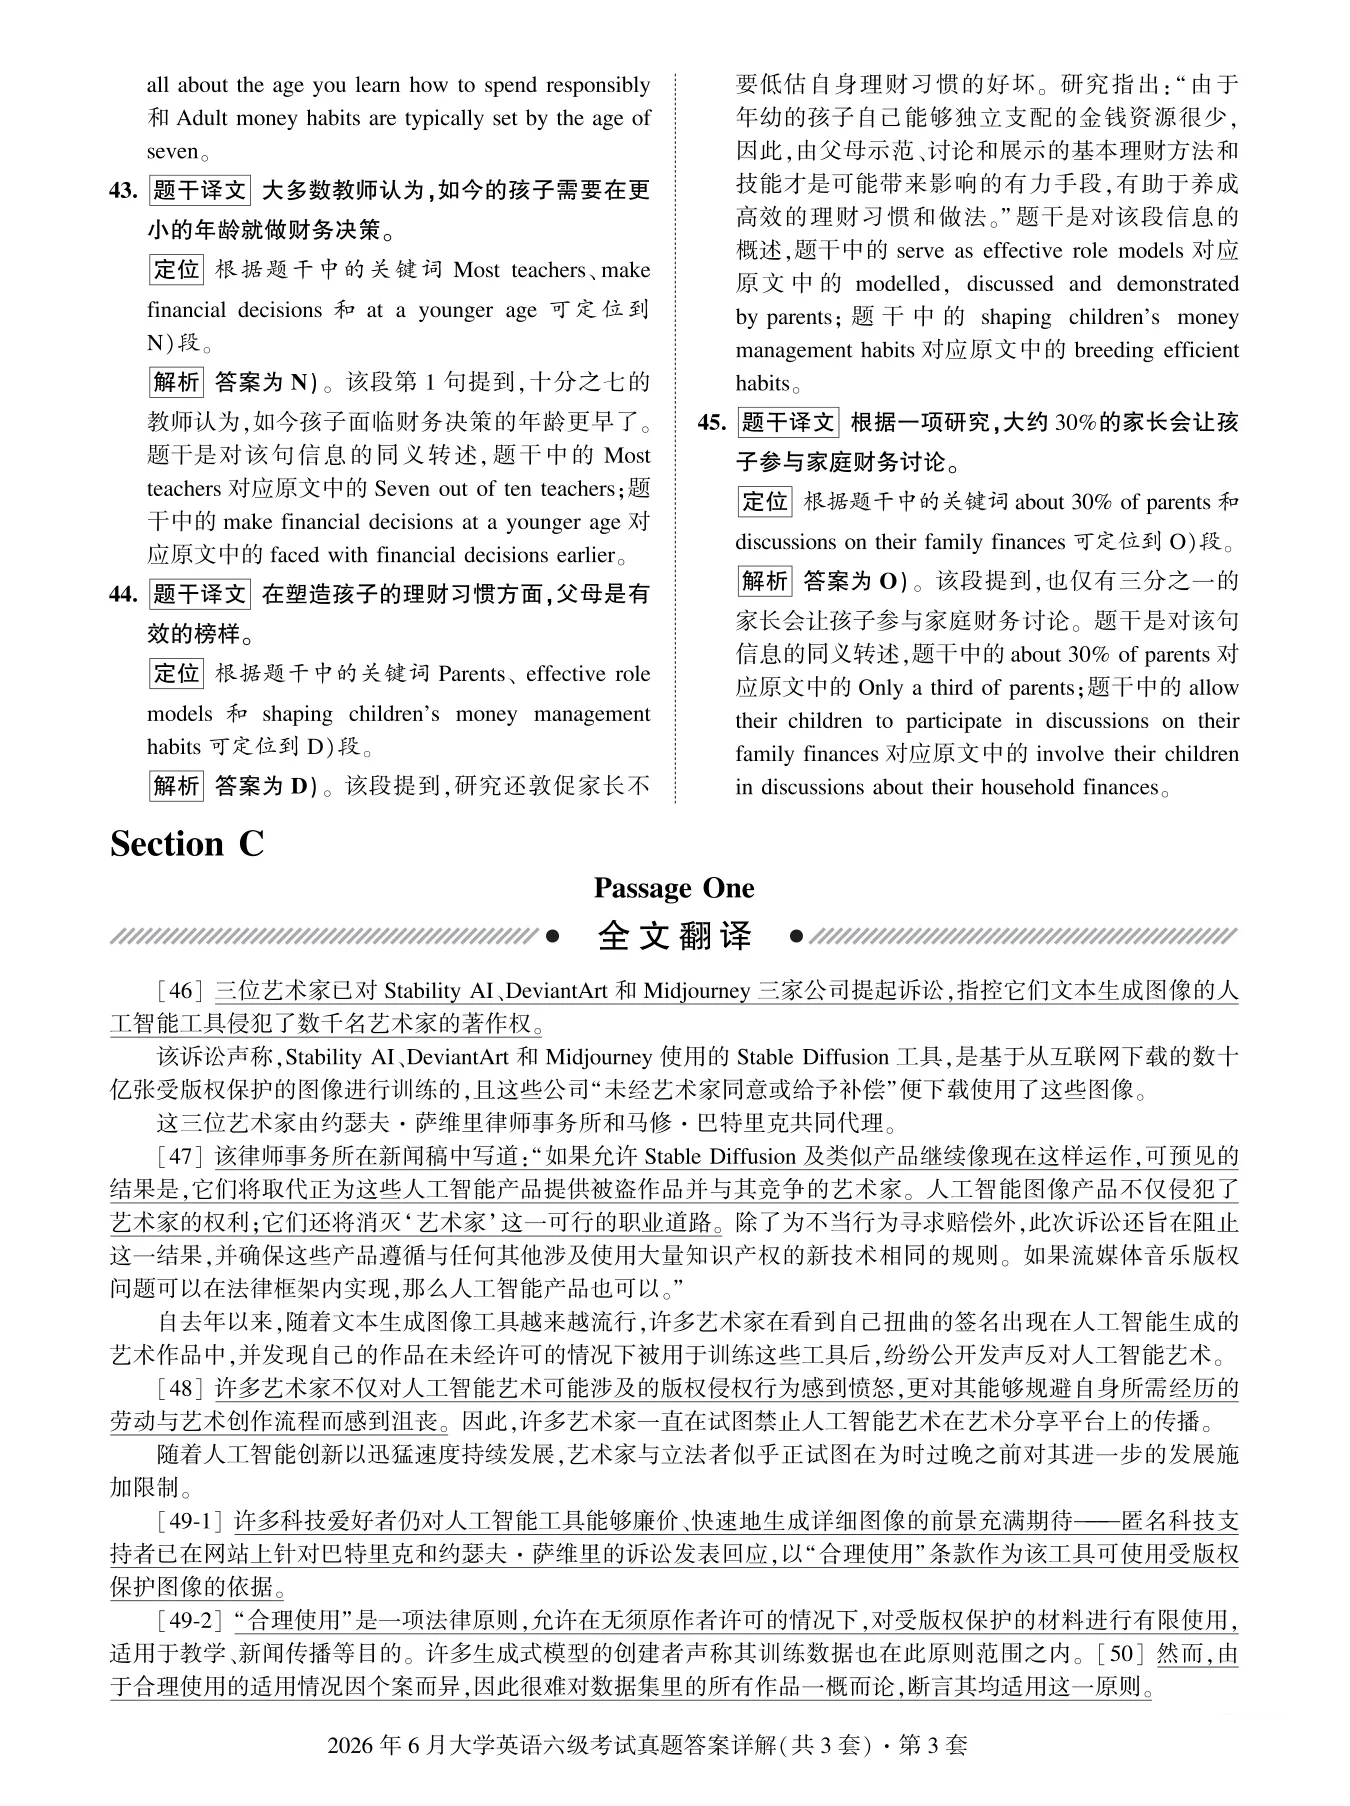 all about the age you learn how to spend responsibly
和 Adult money habits are typically set by the age of
seven。
43. 题干译文 大多数教师认为,如今的孩子需要在更
小的年龄就做财务决策。
定位 根据题干中的关键词 Most teachers、make
financial decisions 和 at a younger age 可定位到
N)段。
解析 答案为 N)。该段第 1 句提到,十分之七的
教师认为,如今孩子面临财务决策的年龄更早了。
题干是对该句信息的同义转述,题干中的 Most
teachers 对应原文中的 Seven out of ten teachers;题
干中的 make financial decisions at a younger age 对
应原文中的 faced with financial decisions earlier。
44. 题干译文 在塑造孩子的理财习惯方面,父母是有
效的榜样。
定位 根据题干中的关键词 Parents、effective role
models 和 shaping children's money management
habits 可定位到 D)段。
解析 答案为 D)。该段提到,研究还敦促家长不
要低估自身理财习惯的好坏。研究指出:“由于
年幼的孩子自己能够独立支配的金钱资源很少,
因此,由父母示范、讨论和展示的基本理财方法和
技能才是可能带来影响的有力手段,有助于养成
高效的理财习惯和做法。”题干是对该段信息的
概述,题干中的 serve as effective role models 对应
原文中的 modelled, discussed and demonstrated
by parents;题干中的 shaping children's money
management habits 对应原文中的 breeding efficient
habits。
45. 题干译文 根据一项研究,大约 30%的家长会让孩
子参与家庭财务讨论。
定位 根据题干中的关键词 about 30% of parents 和
discussions on their family finances 可定位到 O)段。
解析 答案为 O)。该段提到,也仅有三分之一的
家长会让孩子参与家庭财务讨论。题干是对该句
信息的同义转述,题干中的 about 30% of parents 对
应原文中的 Only a third of parents;题干中的 allow
their children to participate in discussions on their
family finances 对应原文中的 involve their children
in discussions about their household finances。
Section C
Passage One
全文翻译
[46] 三位艺术家已对 Stability AI、DeviantArt 和 Midjourney 三家公司提起诉讼,指控它们文本生成图像的人
工智能工具侵犯了数千名艺术家的著作权。
该诉讼声称,Stability AI、DeviantArt 和 Midjourney 使用的 Stable Diffusion 工具,是基于从互联网下载的数十
亿张受版权保护的图像进行训练的,且这些公司“未经艺术家同意或给予补偿”便下载使用了这些图像。
这三位艺术家由约瑟夫·萨维里律师事务所和马修·巴特里克共同代理。
[47] 该律师事务所在新闻稿中写道:“如果允许 Stable Diffusion 及类似产品继续像现在这样运作,可预见的
结果是,它们将取代正为这些人工智能产品提供被盗作品并与其竞争的艺术家。人工智能图像产品不仅侵犯了
艺术家的权利;它们还将消灭‘艺术家’这一可行的职业道路。除了为不当行为寻求赔偿外,此次诉讼还旨在阻止
这一结果,并确保这些产品遵循与任何其他涉及使用大量知识产权的新技术相同的规则。如果流媒体音乐版权
问题可以在法律框架内实现,那么人工智能产品也可以。”
自去年以来,随着文本生成图像工具越来越流行,许多艺术家在看到自己扭曲的签名出现在人工智能生成的
艺术作品中,并发现自己的作品在未经许可的情况下被用于训练这些工具后,纷纷公开发声反对人工智能艺术。
[48] 许多艺术家不仅对人工智能艺术可能涉及的版权侵权行为感到愤怒,更对其能够规避自身所需经历的
劳动与艺术创作流程而感到沮丧。因此,许多艺术家一直在试图禁止人工智能艺术在艺术分享平台上的传播。
随着人工智能创新以迅猛速度持续发展,艺术家与立法者似乎正试图在为时过晚之前对其进一步的发展施
加限制。
[49-1] 许多科技爱好者仍对人工智能工具能够廉价、快速地生成详细图像的前景充满期待——匿名科技支
持者已在网站上针对巴特里克和约瑟夫·萨维里的诉讼发表回应,以“合理使用”条款作为该工具可使用受版权
保护图像的依据。
[49-2] “合理使用”是一项法律原则,允许在无须原作者许可的情况下,对受版权保护的材料进行有限使用,
适用于教学、新闻传播等目的。许多生成式模型的创建者声称其训练数据也在此原则范围之内。[50] 然而,由
于合理使用的适用情况因个案而异,因此很难对数据集里的所有作品一概而论,断言其均适用这一原则。
2026 年 6 月大学英语六级考试真题答案详解(共 3 套)·第 3 套